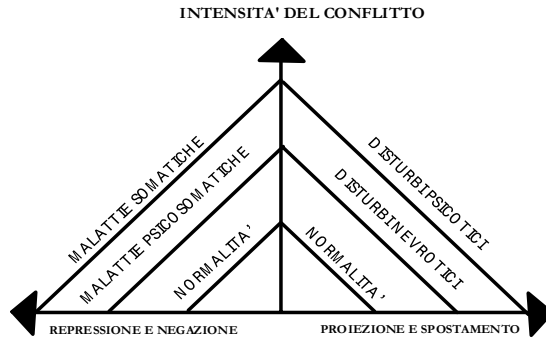 INTENSITA' DEL CONFLITTO
MALATTIE SOMATICHE
DISTURBI PSICOTICI
MALATTIE PSICOSOMATICHE
DISTURBI NEVROTICI
NORMALITA'
NORMALITA'
REPRESSIONE E NEGAZIONE
PROIEZIONE E SPOSTAMENTO